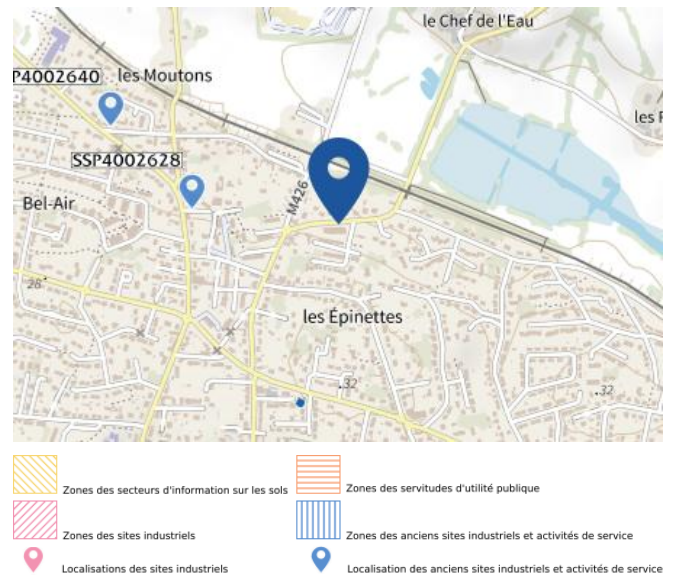 le Chef de l'Eau
P4002640
les Moutons
les F
SSP4002628
M426
Bel-Air
28
les Épinettes
.32
.32
Zones des secteurs d'information sur les sols
Zones des servitudes d'utilité publique
Zones des sites industriels
Zones des anciens sites industriels et activités de service
Localisations des sites industriels
Localisation des anciens sites industriels et activités de service